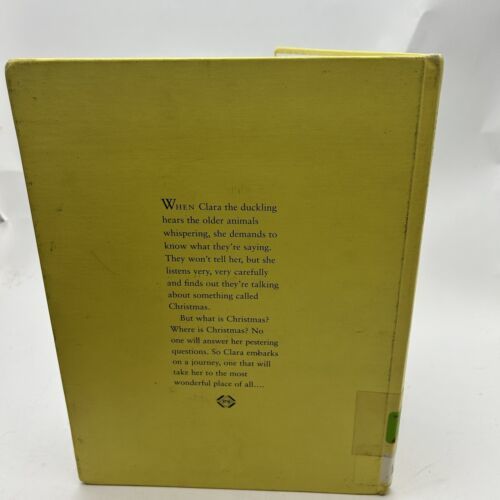 WHEN Clara the duckling
hears the older animals
whispering, she demands to
know what they're saying.
They won't tell her, but she
listens very, very carefully
and finds out they're talking
about something called
Christmas.
But what is Christmas?
Where is Christmas? No
one will answer her pestering
questions. So Clara embarks
on a journey, one that will
take her to the most
wonderful place of all....